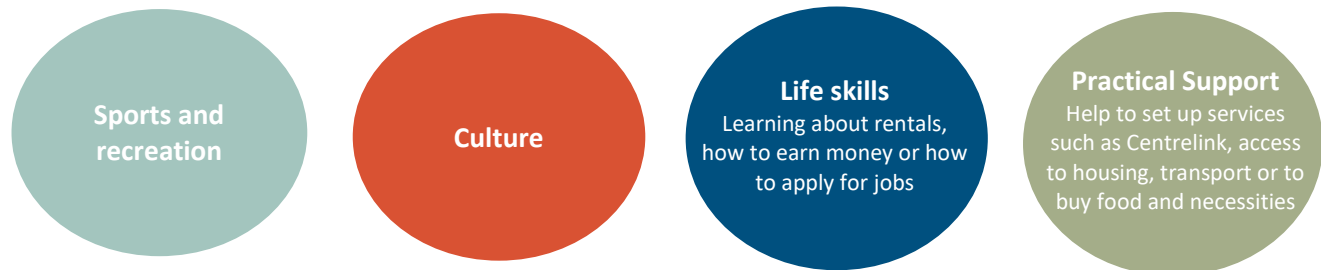 Sports and
recreation
Culture
Life skills
Learning about rentals,
how to earn money or how
to apply for jobs
Practical Support
Help to set up services
such as Centrelink, access
to housing, transport or to
buy food and necessities